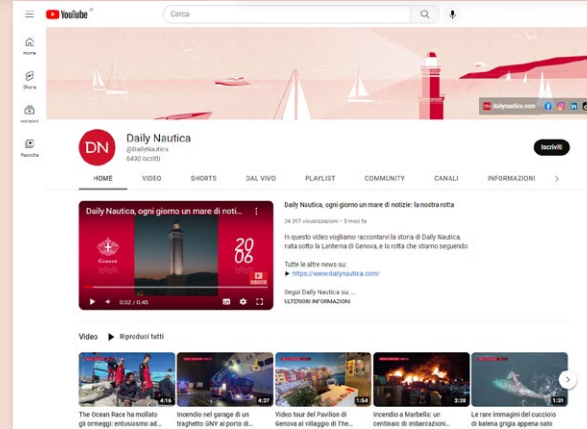 YouTube IT
Cerca
Home
Shorts
Iscrizioni
Raccolta
dailynautica.com
DN
Daily Nautica
@DailyNautica
6490 iscritti
Iscriviti
HOME VIDEO SHORTS DAL VIVO PLAYLIST COMMUNITY CANALI INFORMAZIONI
Daily Nautica, ogni giorno un mare di noti...
Genova
20
06
0:02 / 0:45
Daily Nautica, ogni giorno un mare di notizie: la nostra rotta
34.397 visualizzazioni • 5 mesi fa
In questo video vogliamo raccontarvi la storia di Daily Nautica,
nata sotto la Lanterna di Genova, e la rotta che stiamo seguendo
Tutte le altre news su:
► https://www.dailynautica.com/
Segui Daily Nautica su ...
ULTERIORI INFORMAZIONI
Video ► Riproduci tutti
4:16
4:27
1:54
2:28
1:31
The Ocean Race ha mollato
gli ormeggi: entusiasmo ad...
Incendio nel garage di un
traghetto GNV al porto di...
Video tour del Pavilion di
Genova al villaggio di The...
Incendio a Marbella: un
centinaio di imbarcazioni...
Le rare immagini del cucciolo
di balena grigia appena nato